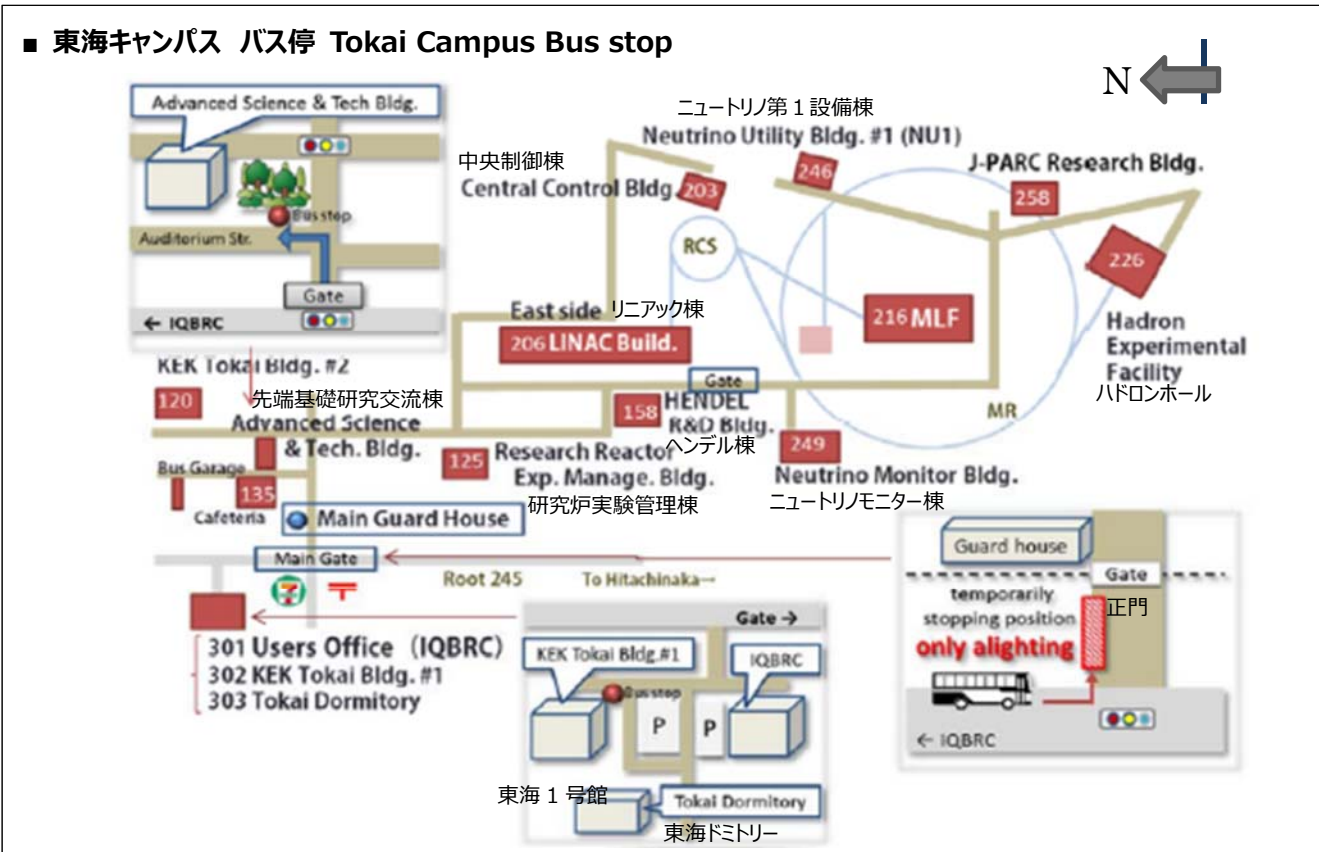 ■ 東海キャンパス バス停 Tokai Campus Bus stop
N
Advanced Science & Tech Bldg.
Bus stop
Auditorium Str.
Gate
← IQBRC
ニュートリノ第1設備棟
Neutrino Utility Bldg. #1 (NU1)
246
中央制御棟
Central Control Bldg.
203
J-PARC Research Bldg.
258
RCS
226
East side リニアック棟
206 LINAC Build.
216 MLF
Hadron
Experimental
Facility
ハドロンホール
KEK Tokai Bldg. #2
120
先端基礎研究交流棟
Advanced Science
& Tech. Bldg.
Gate
158
HENDEL
R&D Bldg.
ヘンデル棟
MR
125
Research Reactor
Exp. Manage. Bldg.
研究炉実験管理棟
249
Neutrino Monitor Bldg.
ニュートリノモニター棟
Bus Garage
135
Cafeteria
Main Guard House
Main Gate
7
〒
Root 245
To Hitachinaka→
301 Users Office (IQBRC)
302 KEK Tokai Bldg. #1
303 Tokai Dormitory
Gate →
KEK Tokai Bldg.#1
IQBRC
Bus stop
P
P
東海1号館
Tokai Dormitory
東海ドミトリー
Guard house
Gate
正門
temporarily
stopping position
only alighting
← IQBRC